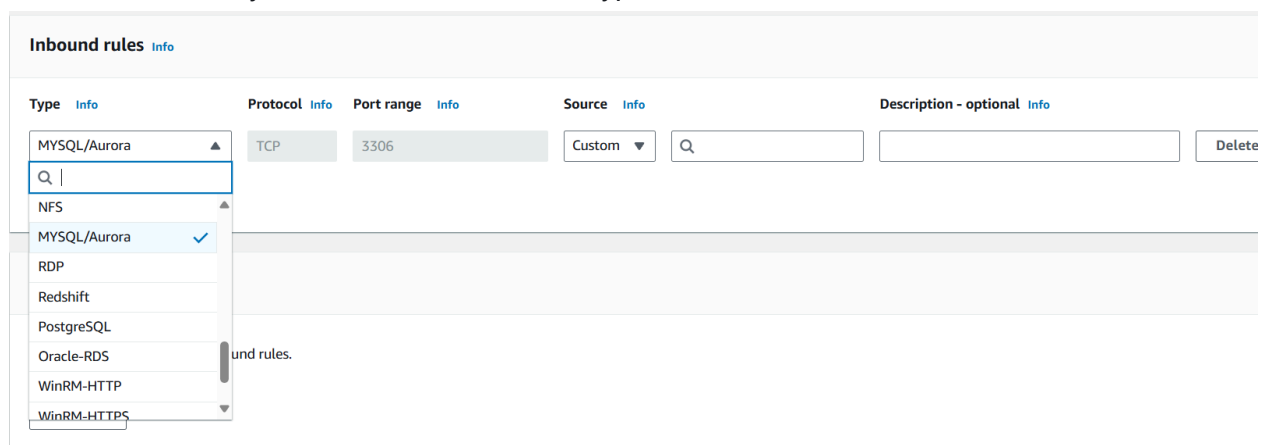 Inbound rules Info
Type Info Protocol Info Port range Info Source Info Description - optional Info
MYSQL/Aurora TCP 3306 Custom Delete
NFS
MYSQL/Aurora
RDP
Redshift
PostgreSQL
Oracle-RDS und rules.
WinRM-HTTP
WinRM-HTTPS